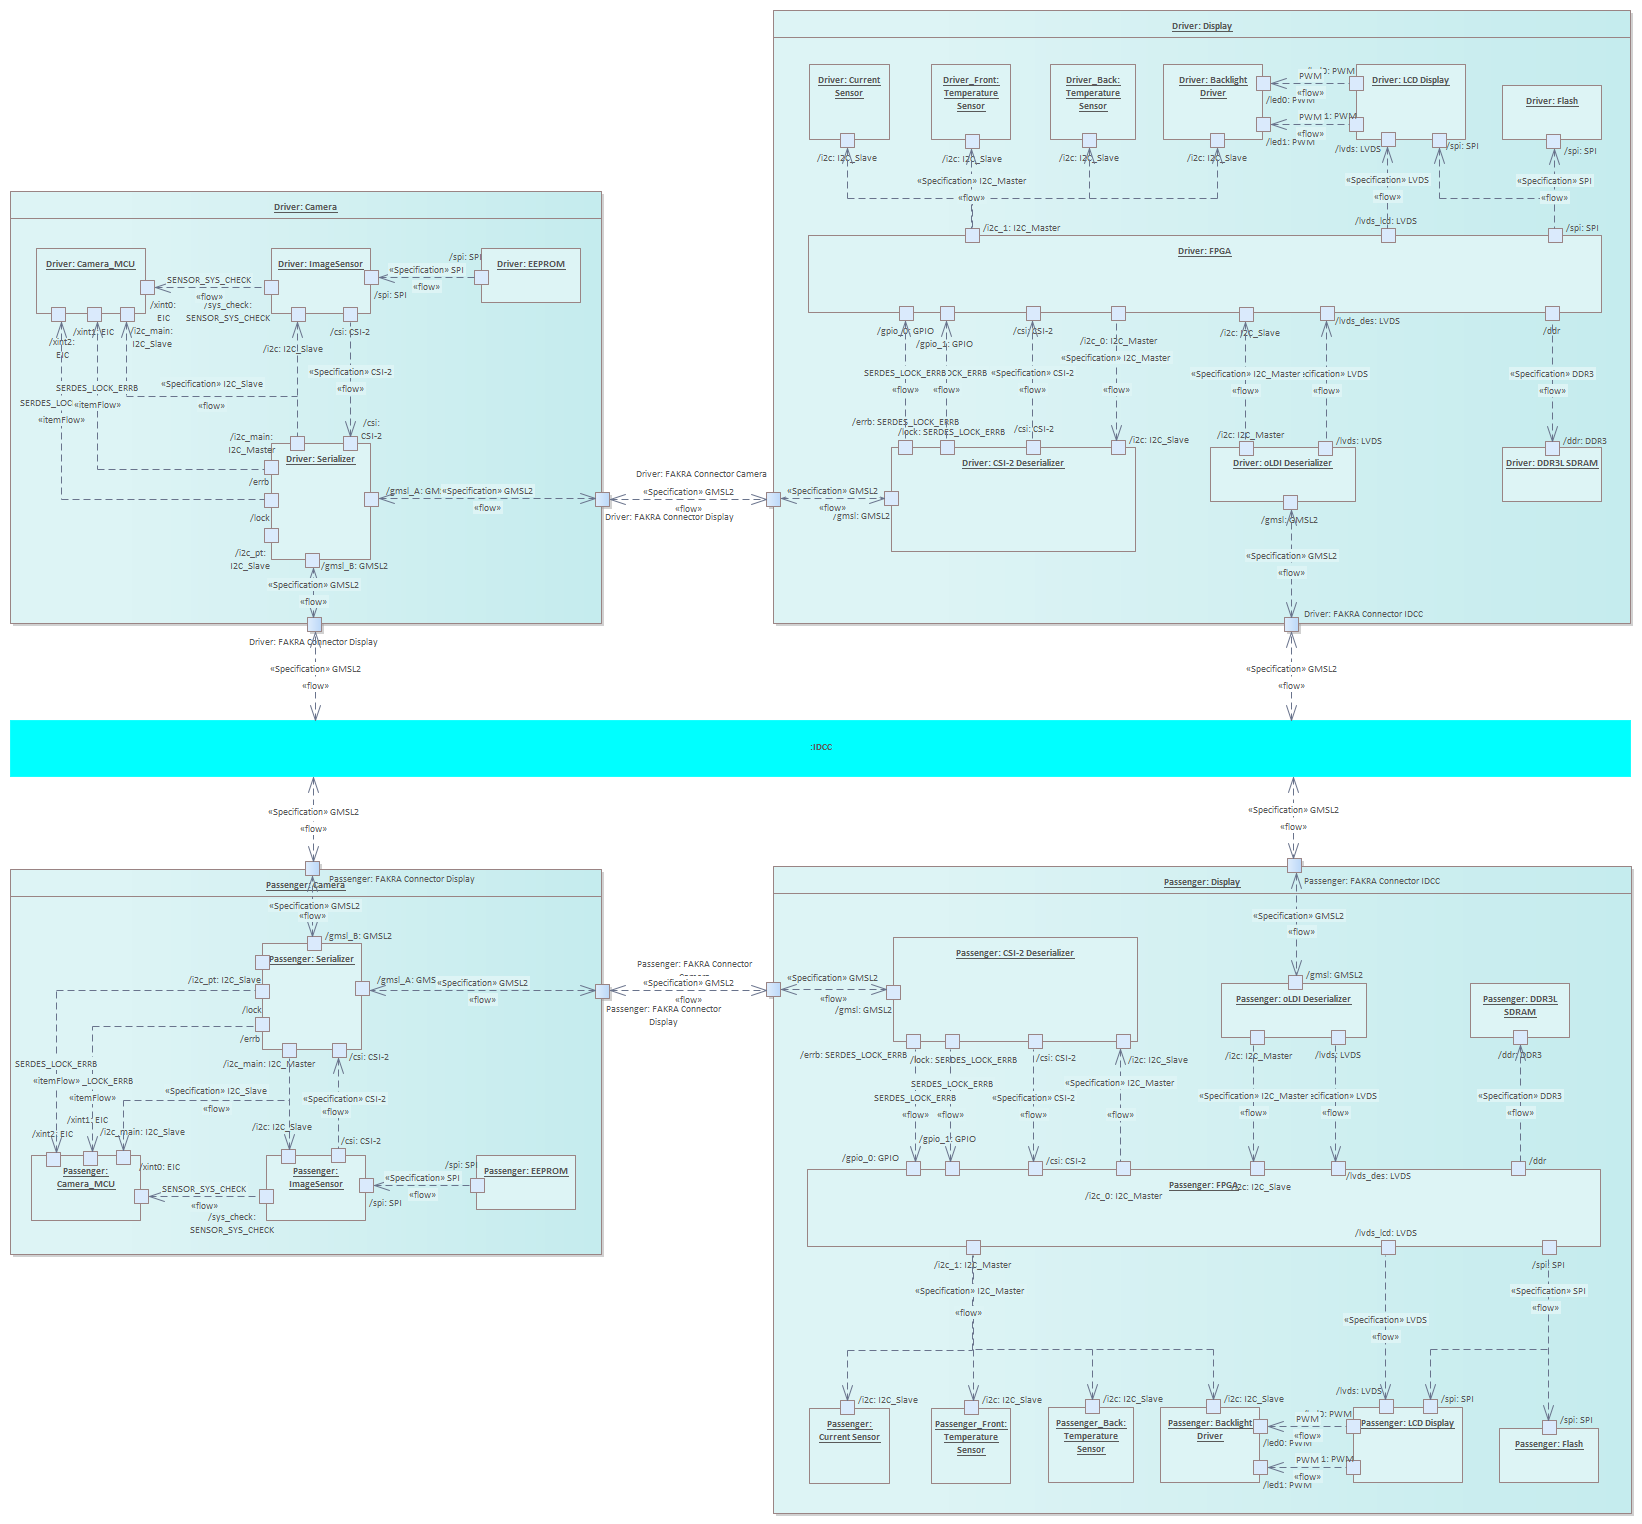 Driver: Display
Driver: Current
Sensor
Driver_Front:
Temperature
Sensor
Driver_Back:
Temperature
Sensor
Driver: Backlight
Driver
PWM
PWM
«flow»
/led0: PWM
PWM
1: PWM
«flow»
/led1: PWM
Driver: LCD Display
Driver: Flash
/i2c: I2C_Slave
/i2c: I2C_Slave
/i2c: I2C_Slave
/i2c: I2C_Slave
/lvds: LVDS
/spi: SPI
/spi: SPI
«Specification» I2C_Master
«flow»
«Specification» LVDS
«flow»
«Specification» SPI
«flow»
/i2c_1: I2C_Master
/lvds_lcd: LVDS
/spi: SPI
Driver: FPGA
/gpio_0: GPIO
/gpio_1: GPIO
/csi: CSI-2
/i2c_0: I2C_Master
/i2c: I2C_Slave
/lvds_des: LVDS
/ddr
SERDES_LOCK_ERRB
OCK_ERRB
«flow»
«flow»
«Specification» CSI-2
«flow»
«Specification» I2C_Master
«flow»
«Specification» I2C_Master
«flow»
cification» LVDS
«flow»
«Specification» DDR3
«flow»
/errb: SERDES_LOCK_ERRB
/lock: SERDES_LOCK_ERRB
/csi: CSI-2
/i2c: I2C_Slave
/i2c: I2C_Master
/lvds: LVDS
/ddr: DDR3
Driver: CSI-2 Deserializer
Driver: oLDI Deserializer
Driver: DDR3L SDRAM
«Specification» GMSL2
«flow»
/gmsl: GMSL2
/gmsl: GMSL2
«Specification» GMSL2
«flow»
Driver: FAKRA Connector IDCC
«Specification» GMSL2
«flow»
Driver: Camera
Driver: Camera_MCU
SENSOR_SYS_CHECK
«flow»
Driver: ImageSensor
/spi: SPI
«Specification» SPI
«flow»
Driver: EEPROM
/spi: SPI
/xint0:
EIC
/sys_check:
SENSOR_SYS_CHECK
/xint2:
EIC
/xint1: EIC
/i2c_main:
I2C_Slave
/i2c: I2C_Slave
/csi: CSI-2
«Specification» CSI-2
«flow»
SERDES_LOCK_ERRB
«itemFlow»
SERDES_LOC
«itemFlow»
«Specification» I2C_Slave
«flow»
/i2c_main:
I2C_Master
/csi:
CSI-2
Driver: Serializer
/errb
/lock
/i2c_pt:
I2C_Slave
/gmsl_A: GM
«Specification» GMSL2
«flow»
/gmsl_B: GMSL2
«Specification» GMSL2
«flow»
Driver: FAKRA Connector Camera
«Specification» GMSL2
«flow»
Driver: FAKRA Connector Display
Driver: FAKRA Connector Display
«Specification» GMSL2
«flow»
:IDCC
«Specification» GMSL2
«flow»
«Specification» GMSL2
«flow»
Passenger: Camera
Passenger: FAKRA Connector Display
«Specification» GMSL2
«flow»
/gmsl_B: GMSL2
Passenger: Serializer
/i2c_pt: I2C_Slave
/lock
/errb
/gmsl_A: GMS
«Specification» GMSL2
«flow»
/i2c_main: I2C_Master
/csi: CSI-2
SERDES_LOCK_ERRB
«itemFlow»
_LOCK_ERRB
«itemFlow»
«Specification» I2C_Slave
«flow»
«Specification» CSI-2
«flow»
/xint2: EIC
/xint1: EIC
/i2c_main: I2C_Slave
/i2c: I2C_Slave
/csi: CSI-2
/xint0: EIC
Passenger:
Camera_MCU
SENSOR_SYS_CHECK
«flow»
/sys_check:
SENSOR_SYS_CHECK
Passenger:
ImageSensor
/spi: SPI
«Specification» SPI
«flow»
/spi: SPI
Passenger: EEPROM
Passenger: FAKRA Connector
«Specification» GMSL2
«flow»
Passenger: FAKRA Connector
Display
Passenger: Display
Passenger: FAKRA Connector IDCC
«Specification» GMSL2
«flow»
Passenger: CSI-2 Deserializer
«Specification» GMSL2
«flow»
/gmsl: GMSL2
/gmsl: GMSL2
Passenger: oLDI Deserializer
Passenger: DDR3L
SDRAM
/errb: SERDES_LOCK_ERRB
/lock: SERDES_LOCK_ERRB
/csi: CSI-2
/i2c: I2C_Slave
/i2c: I2C_Master
/lvds: LVDS
/ddr: DDR3
SERDES_LOCK_ERRB
SERDES_LOCK_ERRB
«flow»
«flow»
«Specification» CSI-2
«flow»
«Specification» I2C_Master
«flow»
«Specification» I2C_Master
«flow»
cification» LVDS
«flow»
«Specification» DDR3
«flow»
/gpio_0: GPIO
/gpio_1: GPIO
/csi: CSI-2
/i2c_0: I2C_Master
Passenger: FPGA
/i2c: I2C_Slave
/lvds_des: LVDS
/ddr
/i2c_1: I2C_Master
/lvds_lcd: LVDS
/spi: SPI
«Specification» I2C_Master
«flow»
«Specification» LVDS
«flow»
«Specification» SPI
«flow»
/i2c: I2C_Slave
/i2c: I2C_Slave
/i2c: I2C_Slave
/i2c: I2C_Slave
/lvds: LVDS
/spi: SPI
/spi: SPI
Passenger:
Current Sensor
Passenger_Front:
Temperature
Sensor
Passenger_Back:
Temperature
Sensor
Passenger: Backlight
Driver
PWM
PWM
«flow»
/led0: PWM
PWM
1: PWM
«flow»
/led1: PWM
Passenger: LCD Display
Passenger: Flash